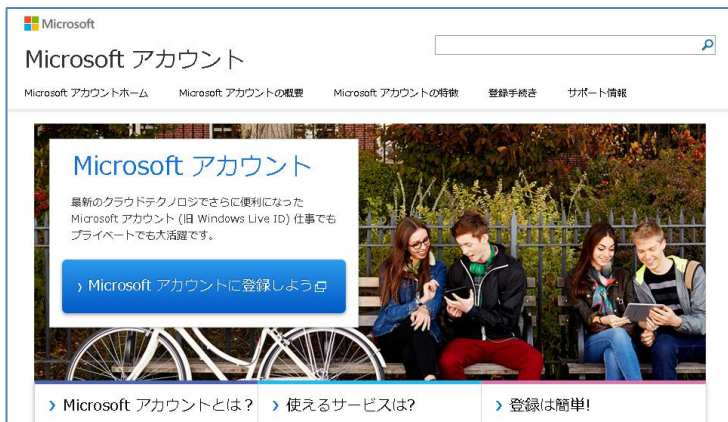 Microsoft
Microsoft アカウント
Microsoft アカウントホーム Microsoft アカウントの概要 Microsoft アカウントの特徴 登録手続き サポート情報
Microsoft アカウント
最新のクラウドテクノロジでさらに便利になった
Microsoft アカウント (旧 Windows Live ID) 仕事でも
プライベートでも大活躍です。
Microsoft アカウントに登録しよう
Microsoft アカウントとは? 使えるサービスは? 登録は簡単!